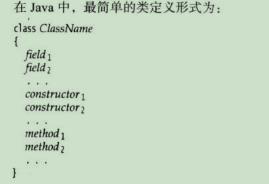 在 Java 中，最简单的类定义形式为：
class ClassName
{
field1
field2
. . .
constructor1
constructor2
. . .
method1
method2
. . .
}